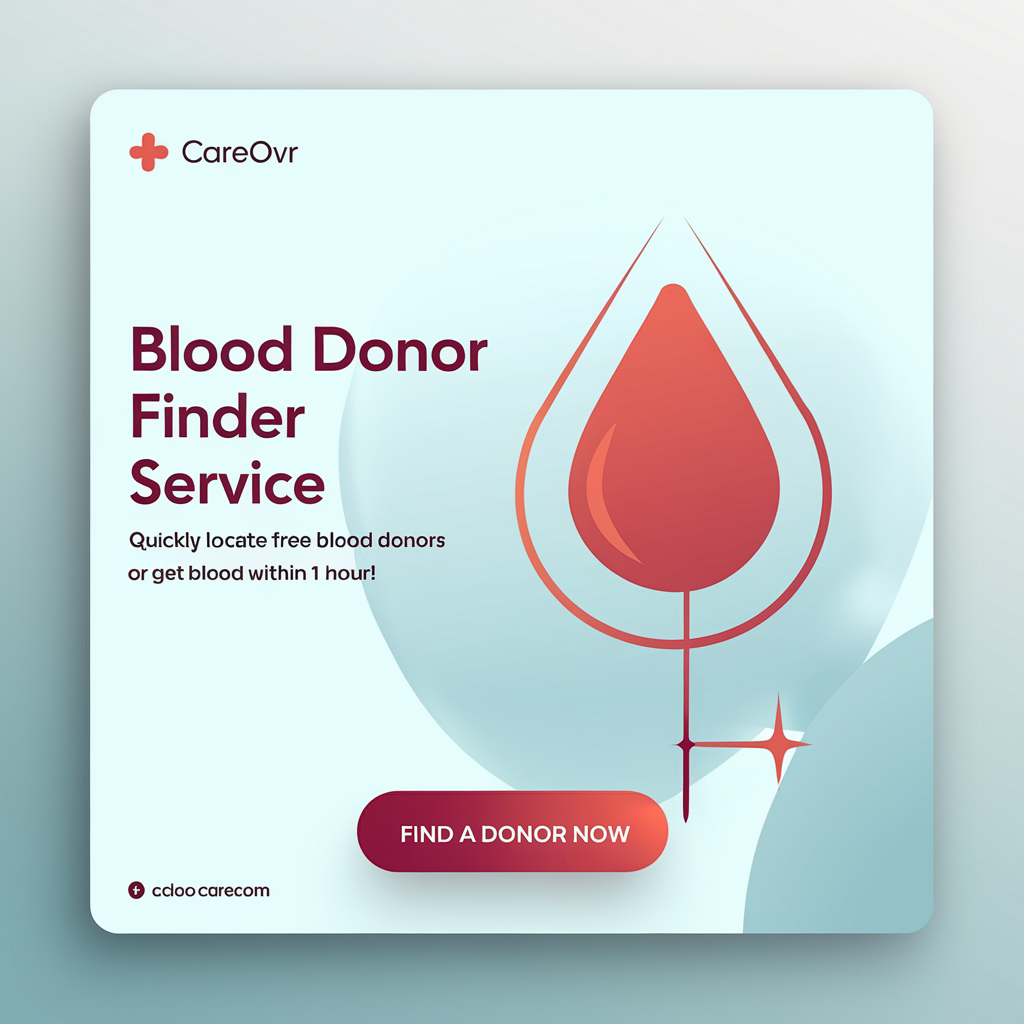 CareOvr
Blood Donor
Finder
Service
Quickly locate free blood donors
or get blood within 1 hour!
FIND A DONOR NOW
ccloo carecom